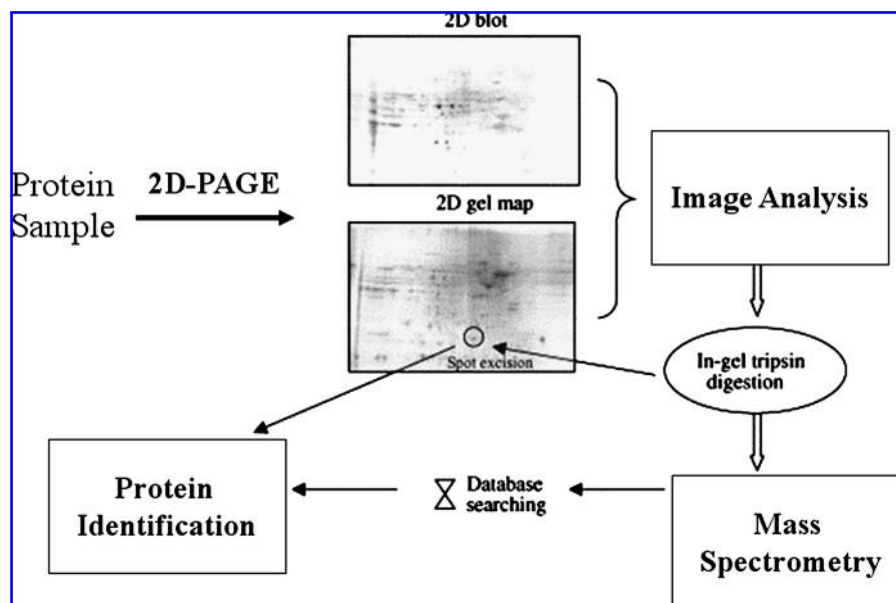 2D blot
Protein
Sample
2D-PAGE
2D gel map
Spot excision
Image Analysis
In-gel tripsin
digestion
Mass
Spectrometry
Database
searching
Protein
Identification